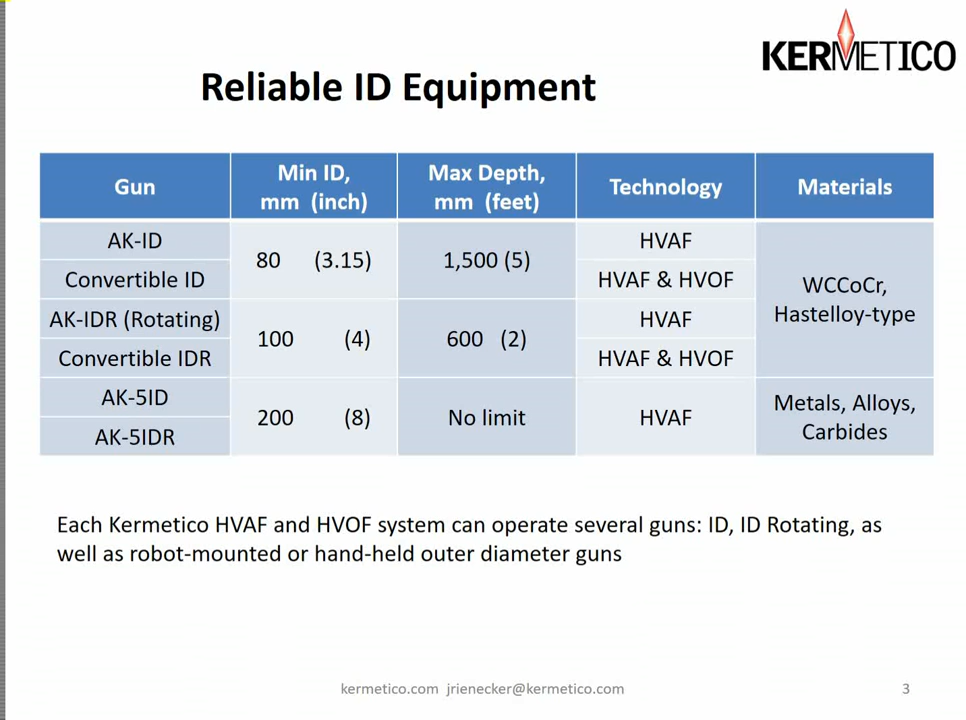 KERMETICO
Reliable ID Equipment
Gun
Min ID,
mm (inch)
Max Depth,
mm (feet)
Technology
Materials
AK-ID
80 (3.15)
1,500 (5)
HVAF
WCCoCr,
Hastelloy-type
Convertible ID
HVAF & HVOF
AK-IDR (Rotating)
100 (4)
600 (2)
HVAF
Convertible IDR
HVAF & HVOF
AK-5ID
200 (8)
No limit
HVAF
Metals, Alloys,
Carbides
AK-5IDR
Each Kermetico HVAF and HVOF system can operate several guns: ID, ID Rotating, as
well as robot-mounted or hand-held outer diameter guns
kermetico.com jrienecker@kermetico.com
3